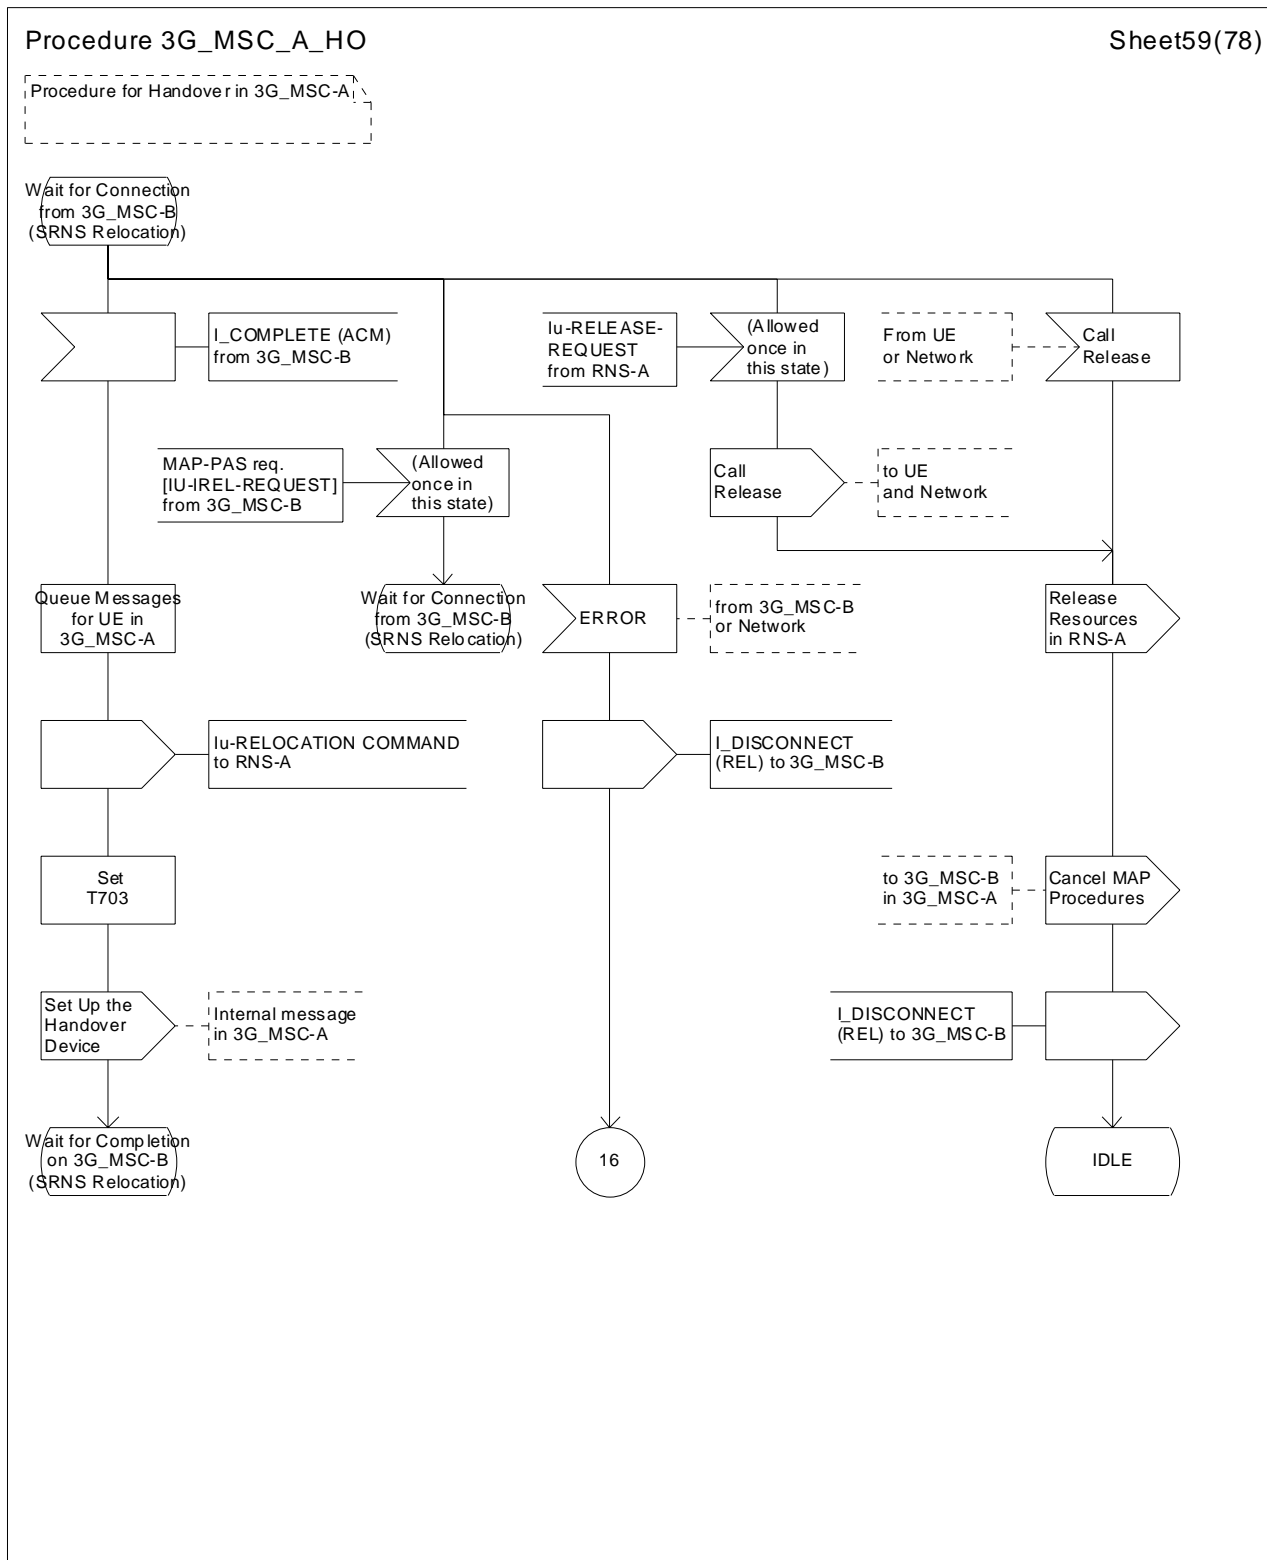 Procedure 3G_MSC_A_HO
Sheet59(78)
Procedure for Handover in 3G_MSC-A
Wait for Connection
from 3G_MSC-B
(SRNS Relocation)
I_COMPLETE (ACM)
from 3G_MSC-B
Iu-RELEASE-
REQUEST
from RNS-A
(Allowed
once in
this state)
From UE
or Network
Call
Release
MAP-PAS req.
[IU-IREL-REQUEST]
from 3G_MSC-B
(Allowed
once in
this state)
Call
Release
to UE
and Network
Queue Messages
for UE in
3G_MSC-A
Wait for Connection
from 3G_MSC-B
(SRNS Relocation)
ERROR
from 3G_MSC-B
or Network
Release
Resources
in RNS-A
Iu-RELOCATION COMMAND
to RNS-A
I_DISCONNECT
(REL) to 3G_MSC-B
Set
T703
to 3G_MSC-B
in 3G_MSC-A
Cancel MAP
Procedures
Set Up the
Handover
Device
Internal message
in 3G_MSC-A
I_DISCONNECT
(REL) to 3G_MSC-B
Wait for Completion
on 3G_MSC-B
(SRNS Relocation)
16
IDLE